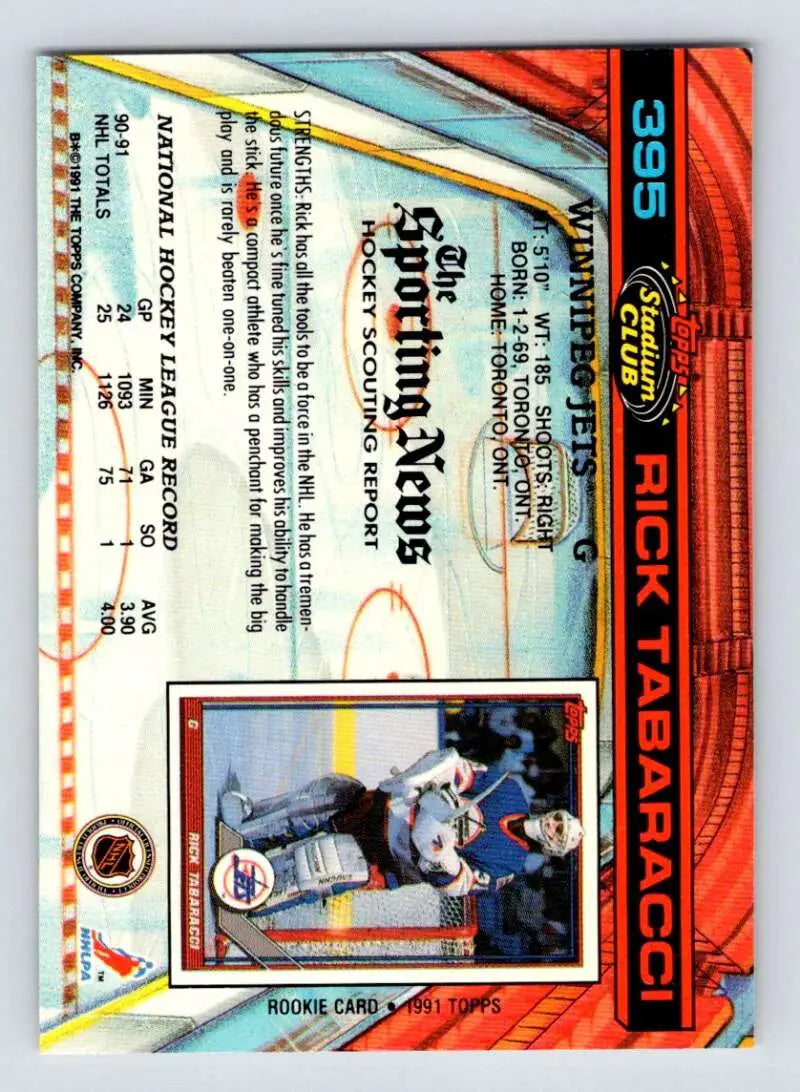 395
Topps
Stadium
CLUB
RICK TABARACCI
WINNIPEG JETS G
HT: 5'10" WT: 185 SHOOTS: RIGHT
BORN: 1-2-69, TORONTO, ONT.
HOME: TORONTO, ONT.
The
Sporting News
HOCKEY SCOUTING REPORT
STRENGTHS: Rick has all the tools to be a force in the NHL. He has a tremen-
dous future once he's fine tuned his skills and improves his ability to handle
the stick. He's a compact athlete who has a penchant for making the big
play and is rarely beaten one-on-one.
NATIONAL HOCKEY LEAGUE RECORD
GP MIN GA SO AVG
90-91 24 1093 71 1 3.90
NHL TOTALS 25 1126 75 1 4.00
B*©1991 THE TOPPS COMPANY, INC.
Topps
G RICK TABARACCI
ROOKIE CARD • 1991 TOPPS
NHL
NHLPA
TM